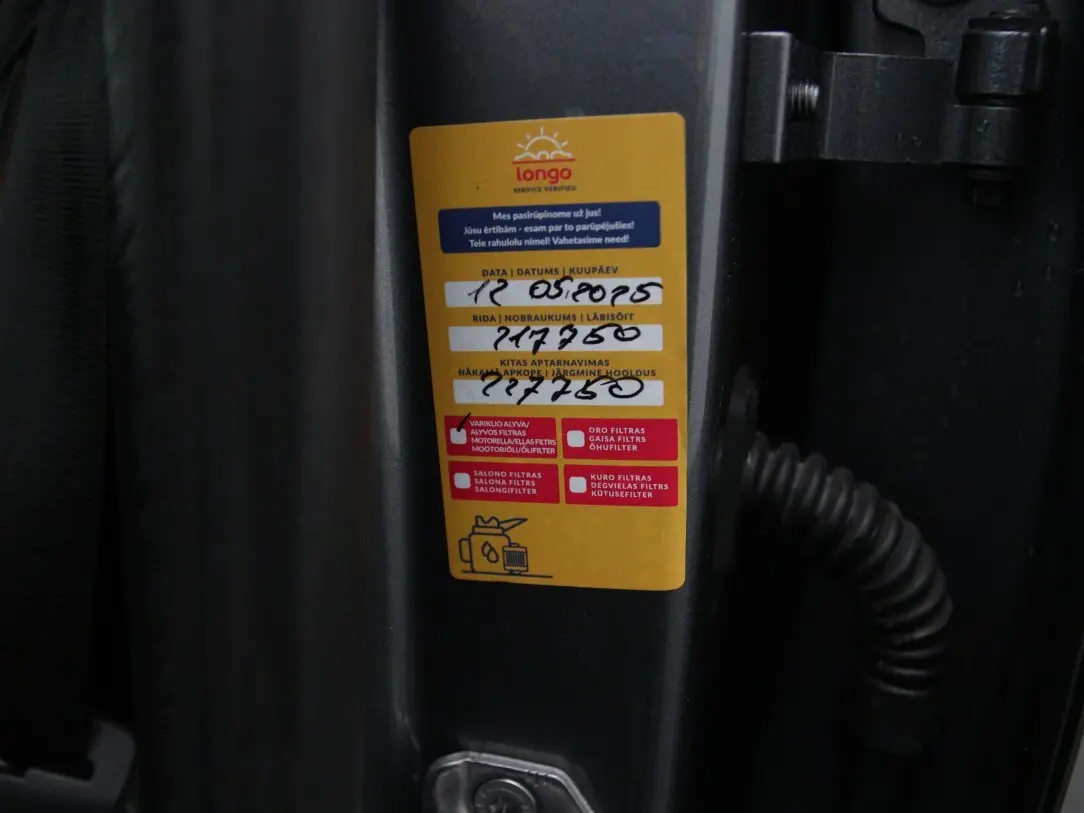 longo
SERVICE VERIFIED
Mes pasirūpinome už jus!
Jūsu ērtībām - esam par to parūpējušies!
Teie rahulolu nimel! Vahetasime need!
DATA | DATUMS | KUUPÄEV
12 05.2025
RIDA | NOBRAUKUMS | LÄBISÕIT
217750
KITAS APTARNAVIMAS
NĀKAMĀ APKOPE | JÄRGMINE HOOLDUS
227750
VARIKLIO ALYVA/
ALYVOS FILTRAS
MOTOREĻĻA/EĻĻAS FILTRS
MOOTORIÕLI/ÕLIFILTER
ORO FILTRAS
GAISA FILTRS
ÕHUFILTER
SALONO FILTRAS
SALONA FILTRS
SALONGIFILTER
KURO FILTRAS
DEGVIELAS FILTRS
KÜTUSEFILTER